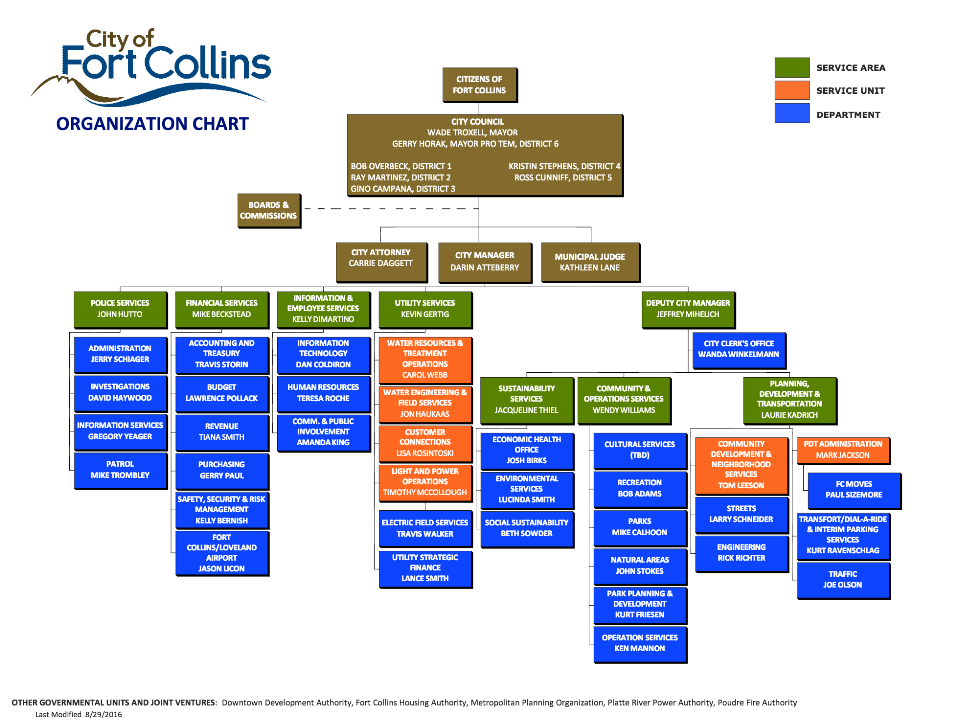 City of
Fort Collins
ORGANIZATION CHART
SERVICE AREA
SERVICE UNIT
DEPARTMENT
CITIZENS OF
FORT COLLINS
CITY COUNCIL
WADE TROXELL, MAYOR
GERRY HORAK, MAYOR PRO TEM, DISTRICT 6
BOB OVERBECK, DISTRICT 1
RAY MARTINEZ, DISTRICT 2
GINO CAMPANA, DISTRICT 3
KRISTIN STEPHENS, DISTRICT 4
ROSS CUNNIFF, DISTRICT 5
BOARDS &
COMMISSIONS
CITY ATTORNEY
CARRIE DAGGETT
CITY MANAGER
DARIN ATTEBERRY
MUNICIPAL JUDGE
KATHLEEN LANE
POLICE SERVICES
JOHN HUTTO
ADMINISTRATION
JERRY SCHIAGER
INVESTIGATIONS
DAVID HAYWOOD
INFORMATION SERVICES
GREGORY YEAGER
PATROL
MIKE TROMBLEY
FINANCIAL SERVICES
MIKE BECKSTEAD
ACCOUNTING AND
TREASURY
TRAVIS STORIN
BUDGET
LAWRENCE POLLACK
REVENUE
TIANA SMITH
PURCHASING
GERRY PAUL
SAFETY, SECURITY & RISK
MANAGEMENT
KELLY BERNISH
FORT
COLLINS/LOVELAND
AIRPORT
JASON LICON
INFORMATION &
EMPLOYEE SERVICES
KELLY DIMARTINO
INFORMATION
TECHNOLOGY
DAN COLDIRON
HUMAN RESOURCES
TERESA ROCHE
COMM. & PUBLIC
INVOLVEMENT
AMANDA KING
UTILITY SERVICES
KEVIN GERTIG
WATER RESOURCES &
TREATMENT
OPERATIONS
CAROL WEBB
WATER ENGINEERING &
FIELD SERVICES
JON HAUKAAS
CUSTOMER
CONNECTIONS
LISA ROSINTOSKI
LIGHT AND POWER
OPERATIONS
TIMOTHY MCCOLLOUGH
ELECTRIC FIELD SERVICES
TRAVIS WALKER
UTILITY STRATEGIC
FINANCE
LANCE SMITH
DEPUTY CITY MANAGER
JEFFREY MIHELICH
CITY CLERK'S OFFICE
WANDA WINKELMANN
SUSTAINABILITY
SERVICES
JACQUELINE THIEL
ECONOMIC HEALTH
OFFICE
JOSH BIRKS
ENVIRONMENTAL
SERVICES
LUCINDA SMITH
SOCIAL SUSTAINABILITY
BETH SOWDER
COMMUNITY &
OPERATIONS SERVICES
WENDY WILLIAMS
CULTURAL SERVICES
(TBD)
RECREATION
BOB ADAMS
PARKS
MIKE CALHOON
NATURAL AREAS
JOHN STOKES
PARK PLANNING &
DEVELOPMENT
KURT FRIESEN
OPERATION SERVICES
KEN MANNON
PLANNING,
DEVELOPMENT &
TRANSPORTATION
LAURIE KADRICH
COMMUNITY
DEVELOPMENT &
NEIGHBORHOOD
SERVICES
TOM LEESON
STREETS
LARRY SCHNEIDER
ENGINEERING
RICK RICHTER
PDT ADMINISTRATION
MARK JACKSON
FC MOVES
PAUL SIZEMORE
TRANSFORT/DIAL-A-RIDE
& INTERIM PARKING
SERVICES
KURT RAVENSCHLAG
TRAFFIC
JOE OLSON
OTHER GOVERNMENTAL UNITS AND JOINT VENTURES: Downtown Development Authority, Fort Collins Housing Authority, Metropolitan Planning Organization, Platte River Power Authority, Poudre Fire Authority
Last Modified 8/29/2016